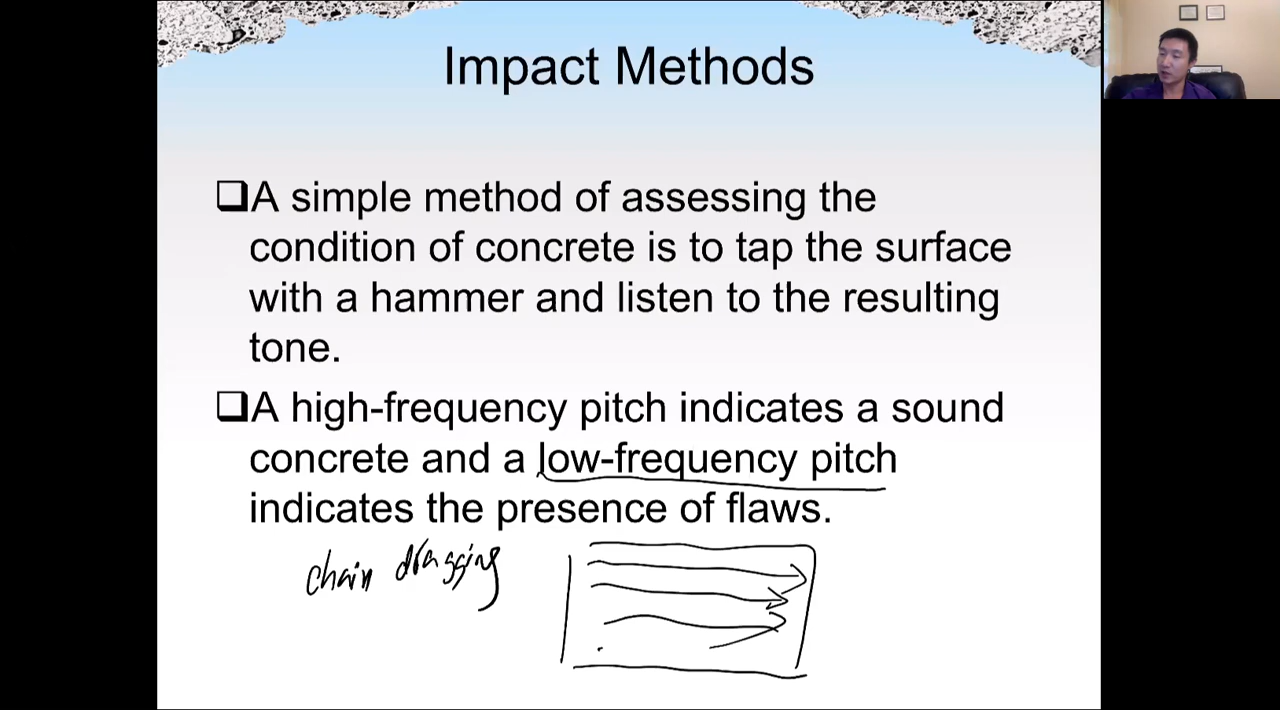 Impact Methods
❑A simple method of assessing the
condition of concrete is to tap the surface
with a hammer and listen to the resulting
tone.
❑A high-frequency pitch indicates a sound
concrete and a low-frequency pitch
indicates the presence of flaws.
chain dragging